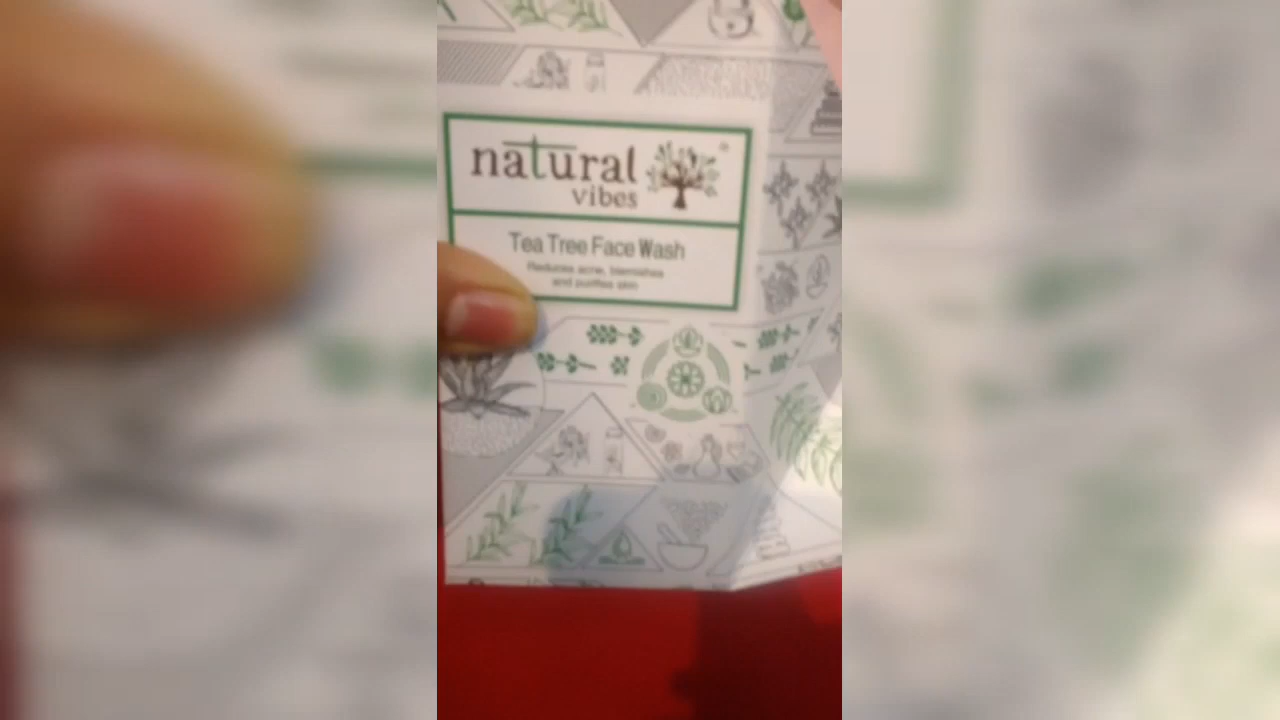 natural
vibes
Tea Tree Face Wash
Reduces acne, blemishes
and purifies skin